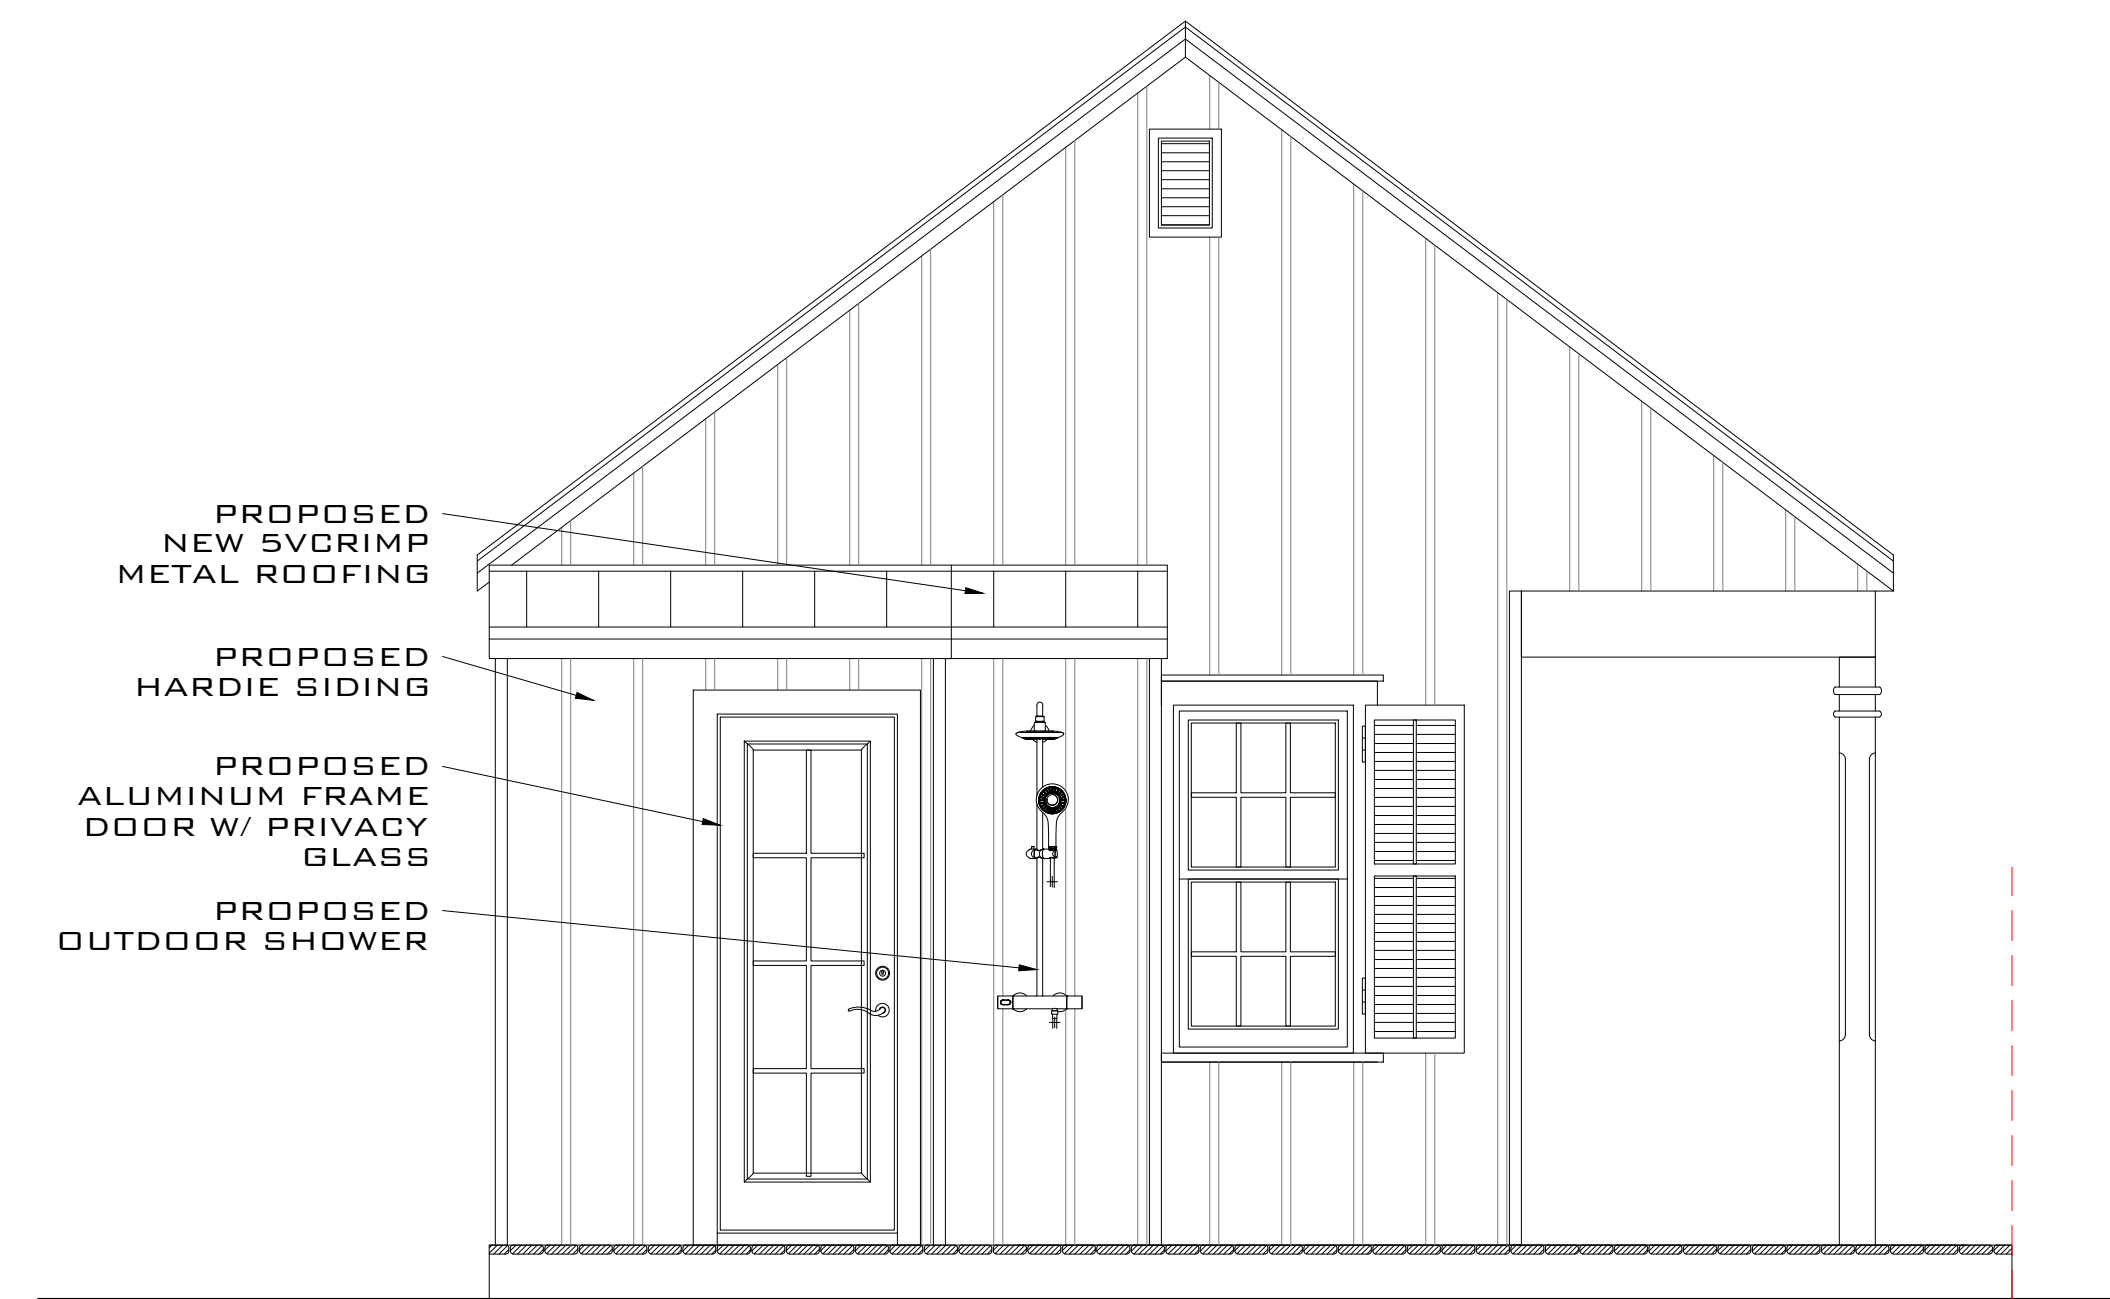 PROPOSED
NEW 5VCRIMP
METAL ROOFING
PROPOSED
HARDIE SIDING
PROPOSED
ALUMINUM FRAME
DOOR W/ PRIVACY
GLASS
PROPOSED
OUTDOOR SHOWER